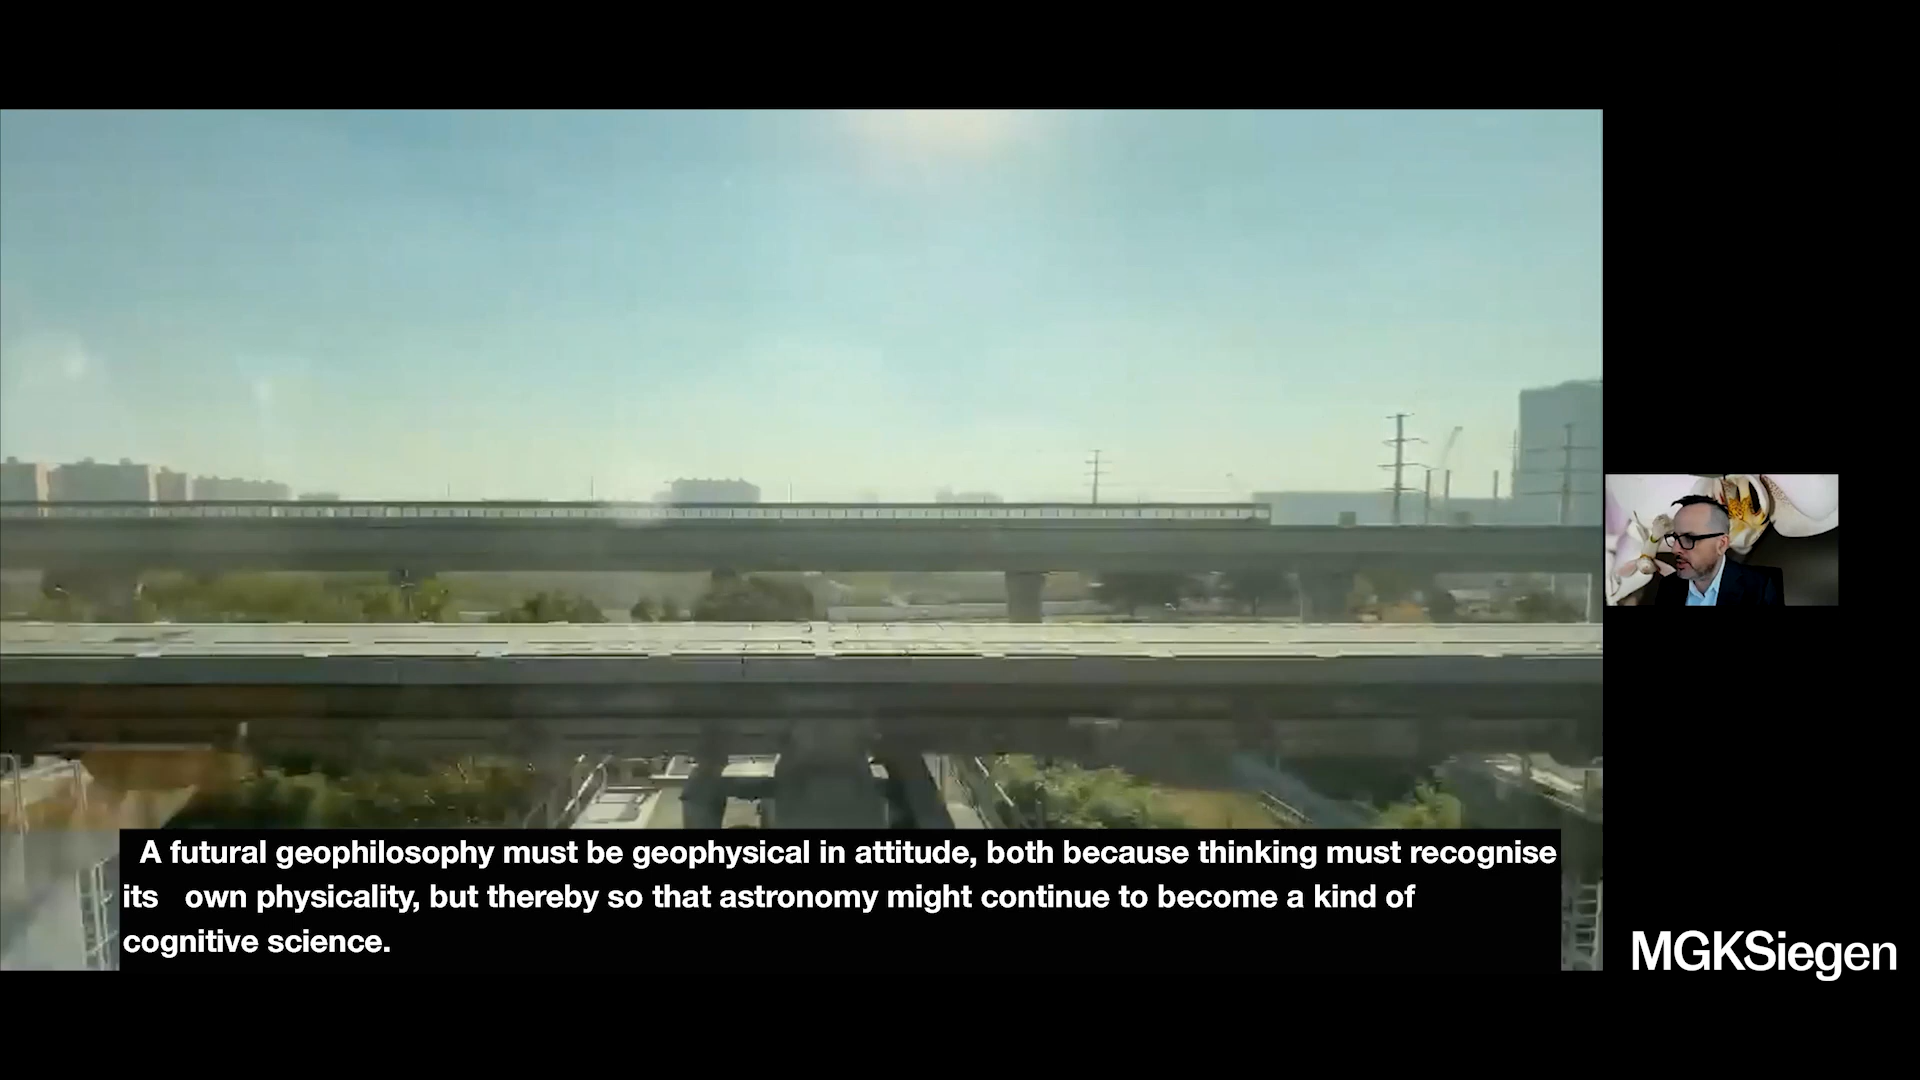 A futural geophilosophy must be geophysical in attitude, both because thinking must recognise
its own physicality, but thereby so that astronomy might continue to become a kind of
cognitive science.
MGKSiegen